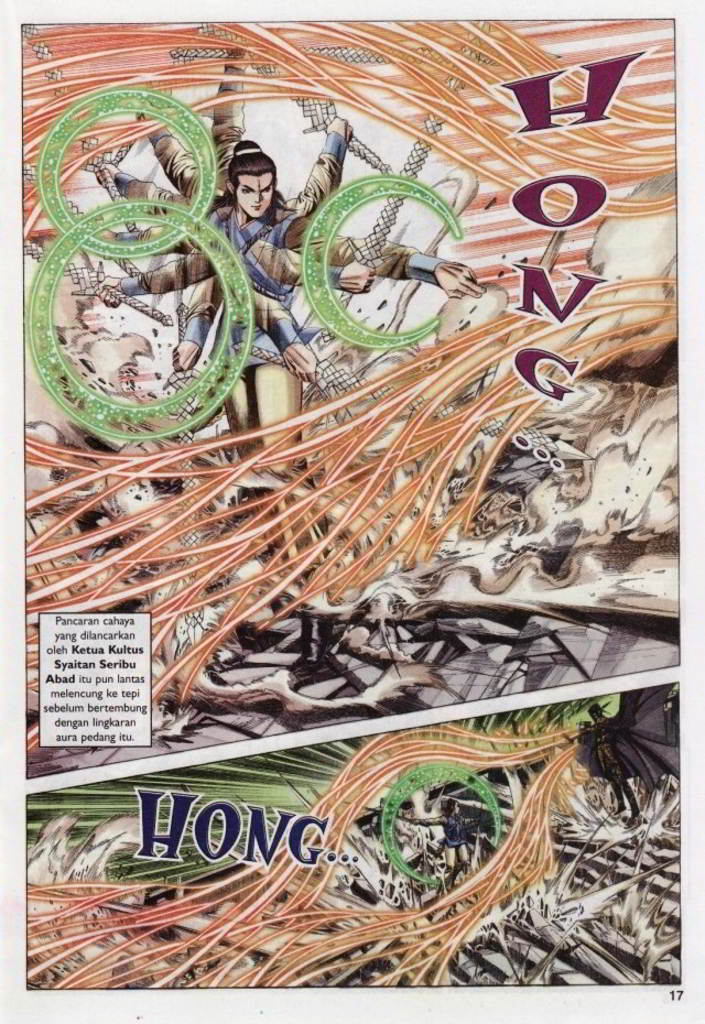 HONG...
Pancaran cahaya
yang dilancarkan
oleh Ketua Kultus
Syaitan Seribu
Abad itu pun lantas
melencung ke tepi
sebelum bertembung
dengan lingkaran
aura pedang itu.
HONG...
17